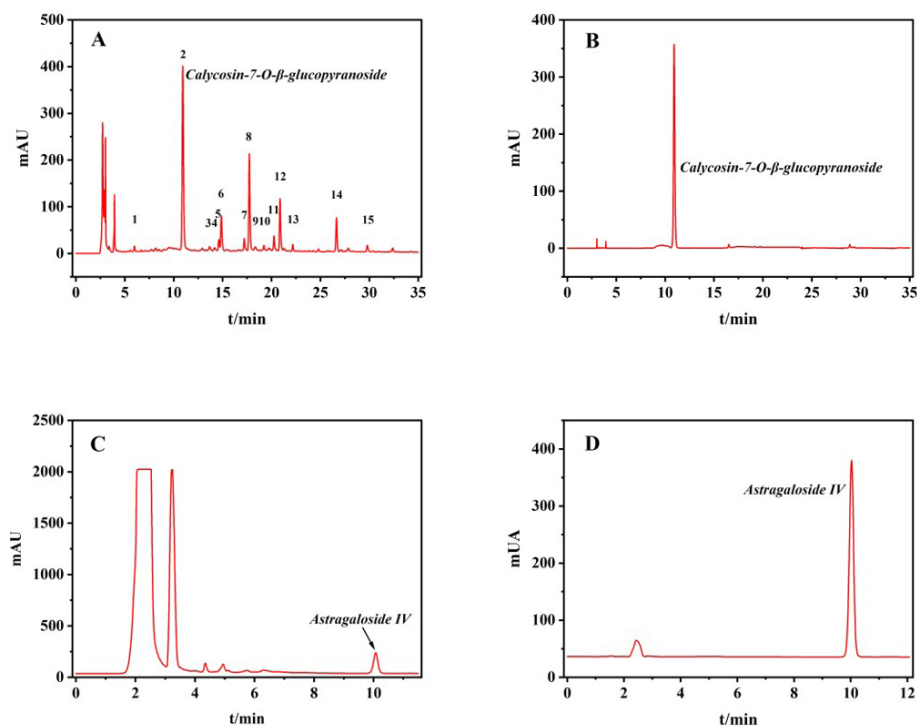 A
500
400
300
200
100
0
mAU
2
Calycosin-7-O-β-glucopyranoside
1
34
5
6
7
8
910
11
12
13
14
15
0 5 10 15 20 25 30 35
t/min
B
400
300
200
100
0
mAU
Calycosin-7-O-β-glucopyranoside
0 5 10 15 20 25 30 35
t/min
C
2500
2000
1500
1000
500
0
mAU
Astragaloside IV
0 2 4 6 8 10
t/min
D
400
300
200
100
0
mUA
Astragaloside IV
0 2 4 6 8 10 12
t/min